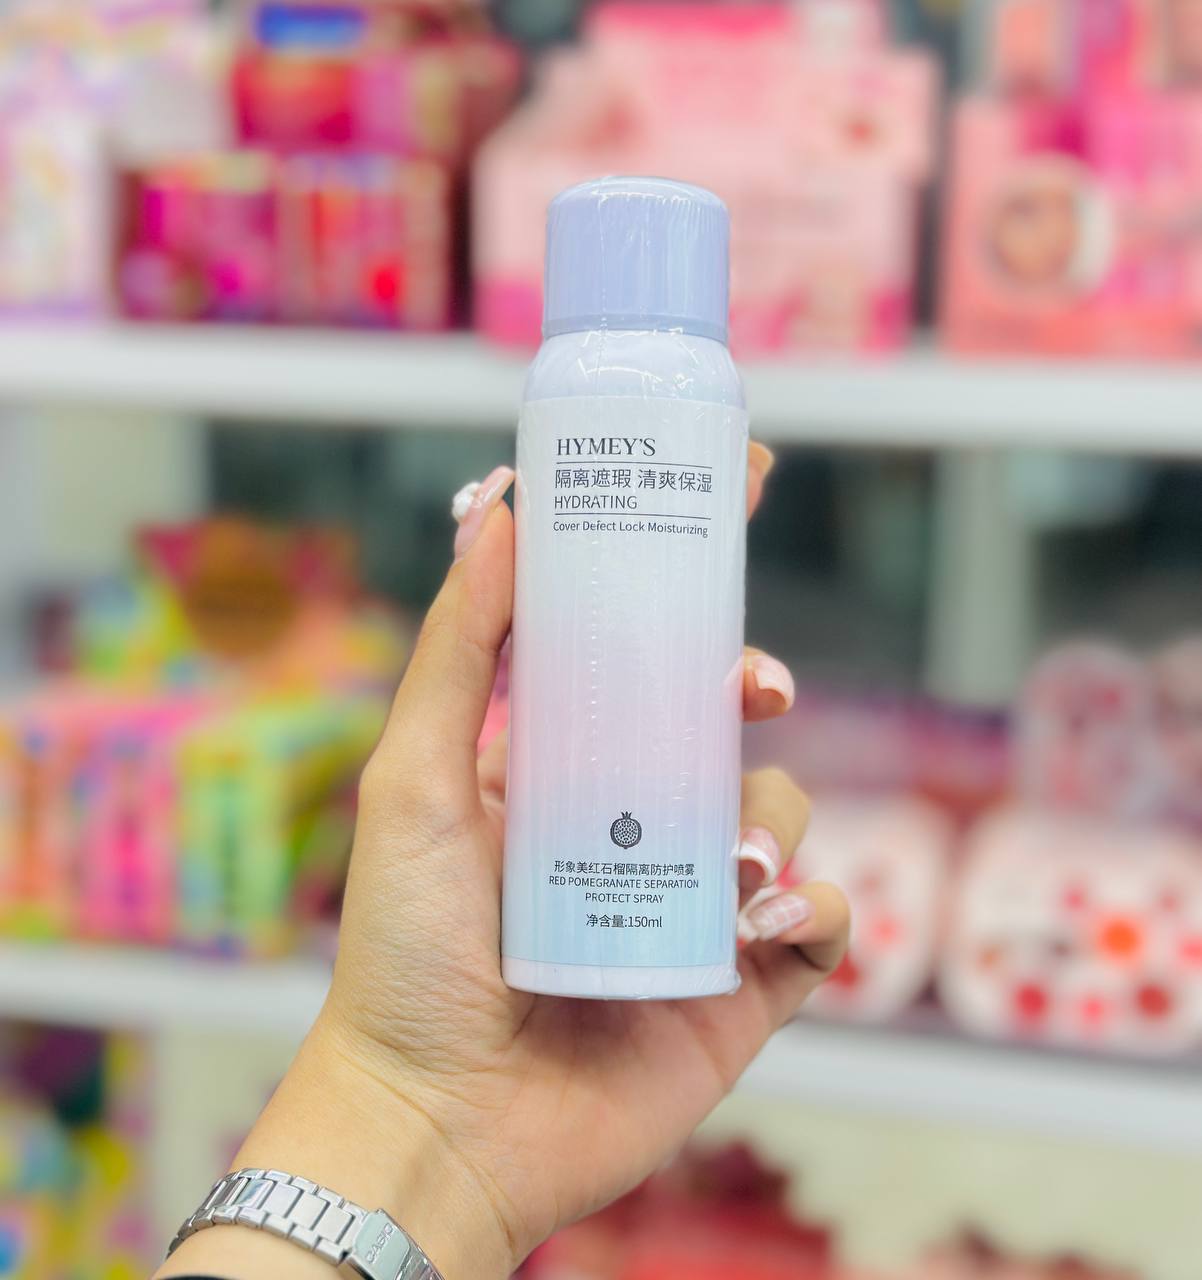 HYMEY'S
隔离遮瑕 清爽保湿
HYDRATING
Cover Defect Lock Moisturizing
形象美红石榴隔离防护喷雾
RED POMEGRANATE SEPARATION
PROTECT SPRAY
净含量:150ml
CASIO